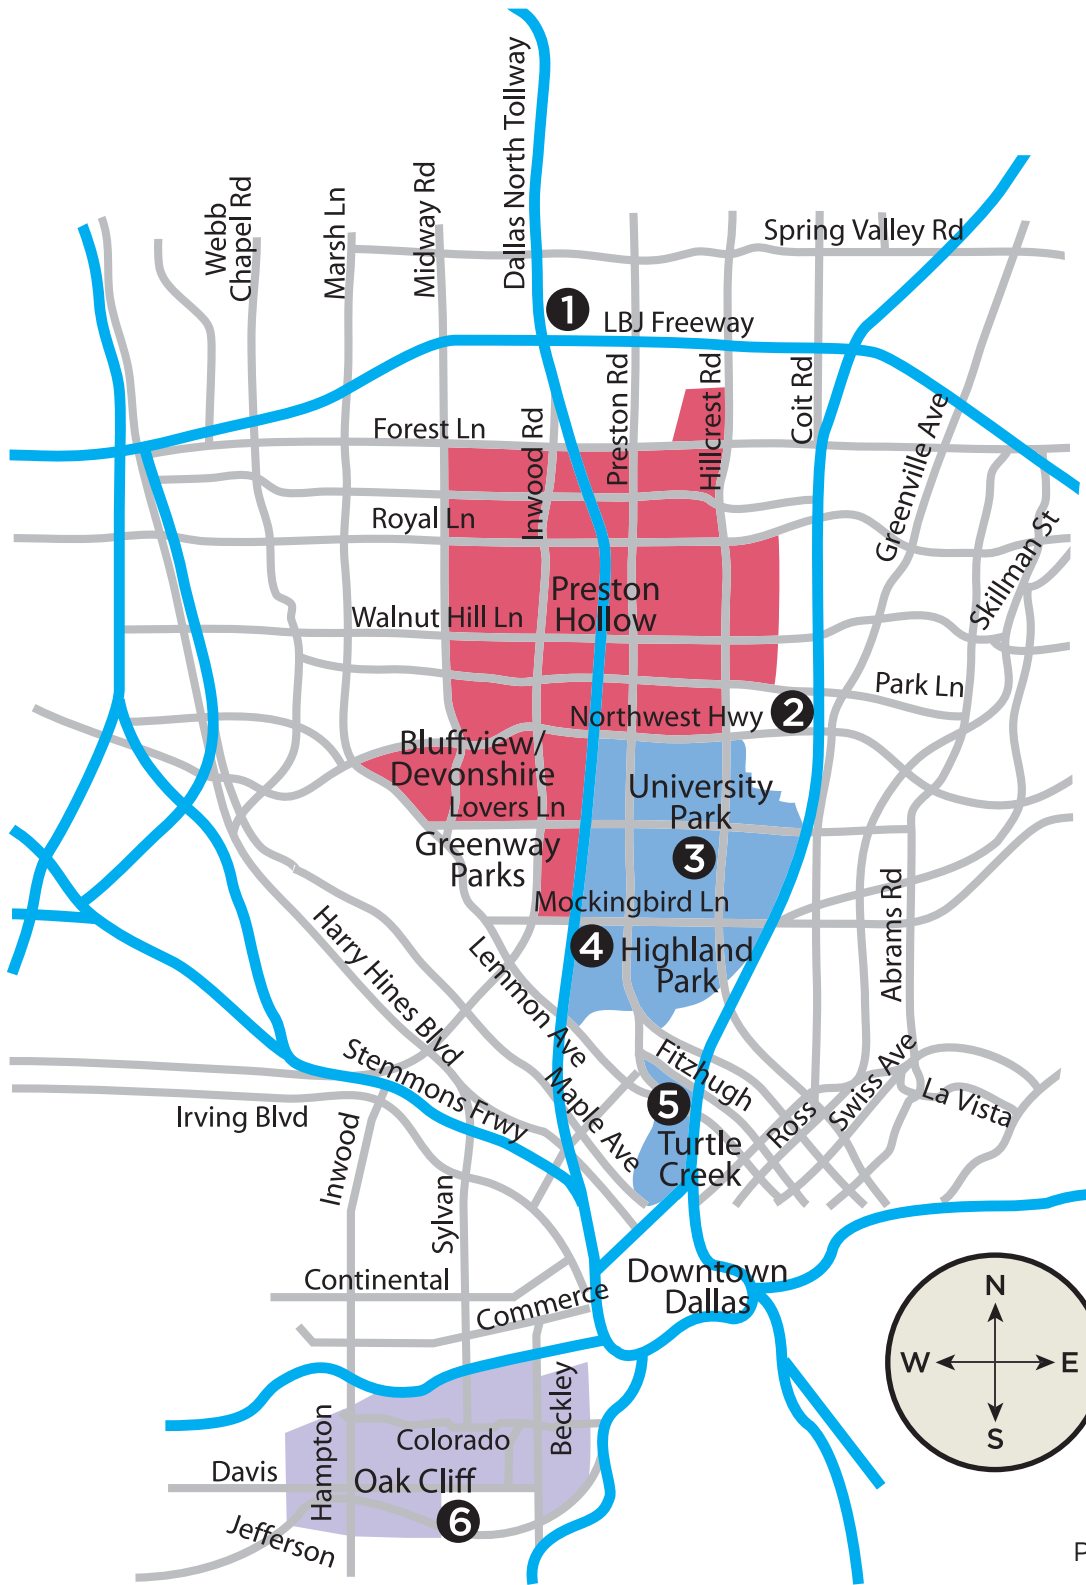 Dallas North Tollway
Webb
Chapel Rd
Marsh Ln
Midway Rd
Spring Valley Rd
1
LBJ Freeway
Preston Rd
Hillcrest Rd
Coit Rd
Forest Ln
Inwood Rd
Greenville Ave
Royal Ln
Skillman St
Preston
Hollow
Walnut Hill Ln
Park Ln
Northwest Hwy
2
Bluffview/
Devonshire
University
Park
Lovers Ln
Greenway
Parks
3
Mockingbird Ln
Abrams Rd
Harry Hines Blvd
Lemmon Ave
4
Highland
Park
Stemmons Frwy
Maple Ave
Fitzhugh
Swiss Ave
Irving Blvd
5
Ross
La Vista
Turtle
Creek
Inwood
Sylvan
Continental
Commerce
Downtown
Dallas
N
W
E
S
Beckley
Hampton
Colorado
Davis
Oak Cliff
6
Jefferson
P